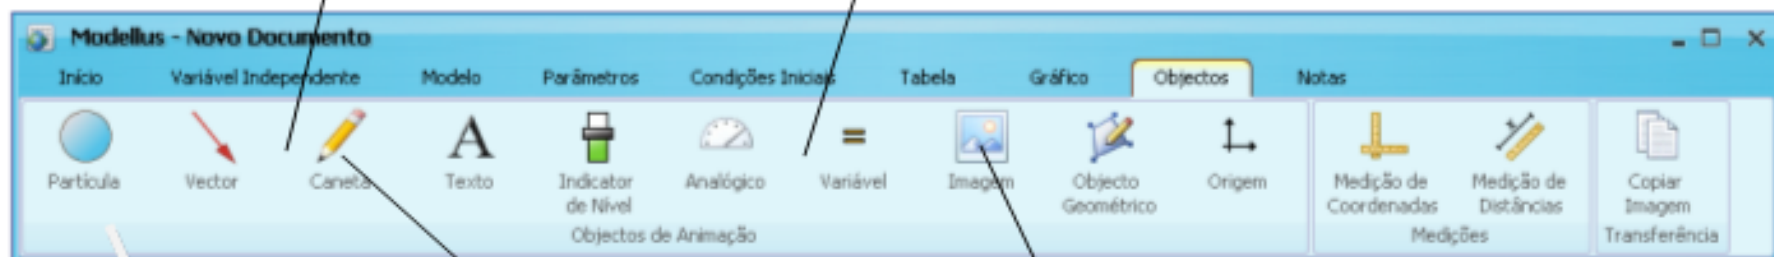 Modellus - Novo Documento
Início Variável Independente Modelo Parâmetros Condições Iniciais Tabela Gráfico Objectos Notas
Partícula Vector Caneta Texto Indicator de Nível Analógico Variável Imagem Objecto Geométrico Origem Medição de Coordenadas Medição de Distâncias Copiar Imagem
Objectos de Animação Medições Transferência